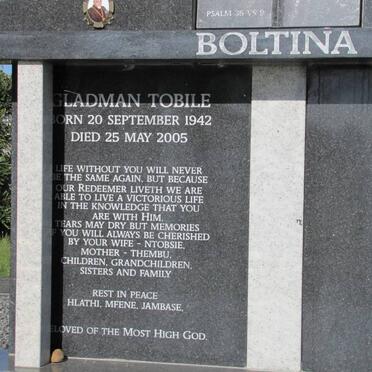 PSALM 36 VS 9
BOLTINA
GLADMAN TOBILE
BORN 20 SEPTEMBER 1942
DIED 25 MAY 2005
LIFE WITHOUT YOU WILL NEVER
BE THE SAME AGAIN, BUT BECAUSE
OUR REDEEMER LIVETH WE ARE
ABLE TO LIVE A VICTORIOUS LIFE
IN THE KNOWLEDGE THAT YOU
ARE WITH HIM.
TEARS MAY DRY BUT MEMORIES
OF YOU WILL ALWAYS BE CHERISHED
BY YOUR WIFE - NTOBSIE,
MOTHER - THEMBU,
CHILDREN, GRANDCHILDREN,
SISTERS AND FAMILY
REST IN PEACE
HLATHI, MFENE, JAMBASE,
BELOVED OF THE MOST HIGH GOD.